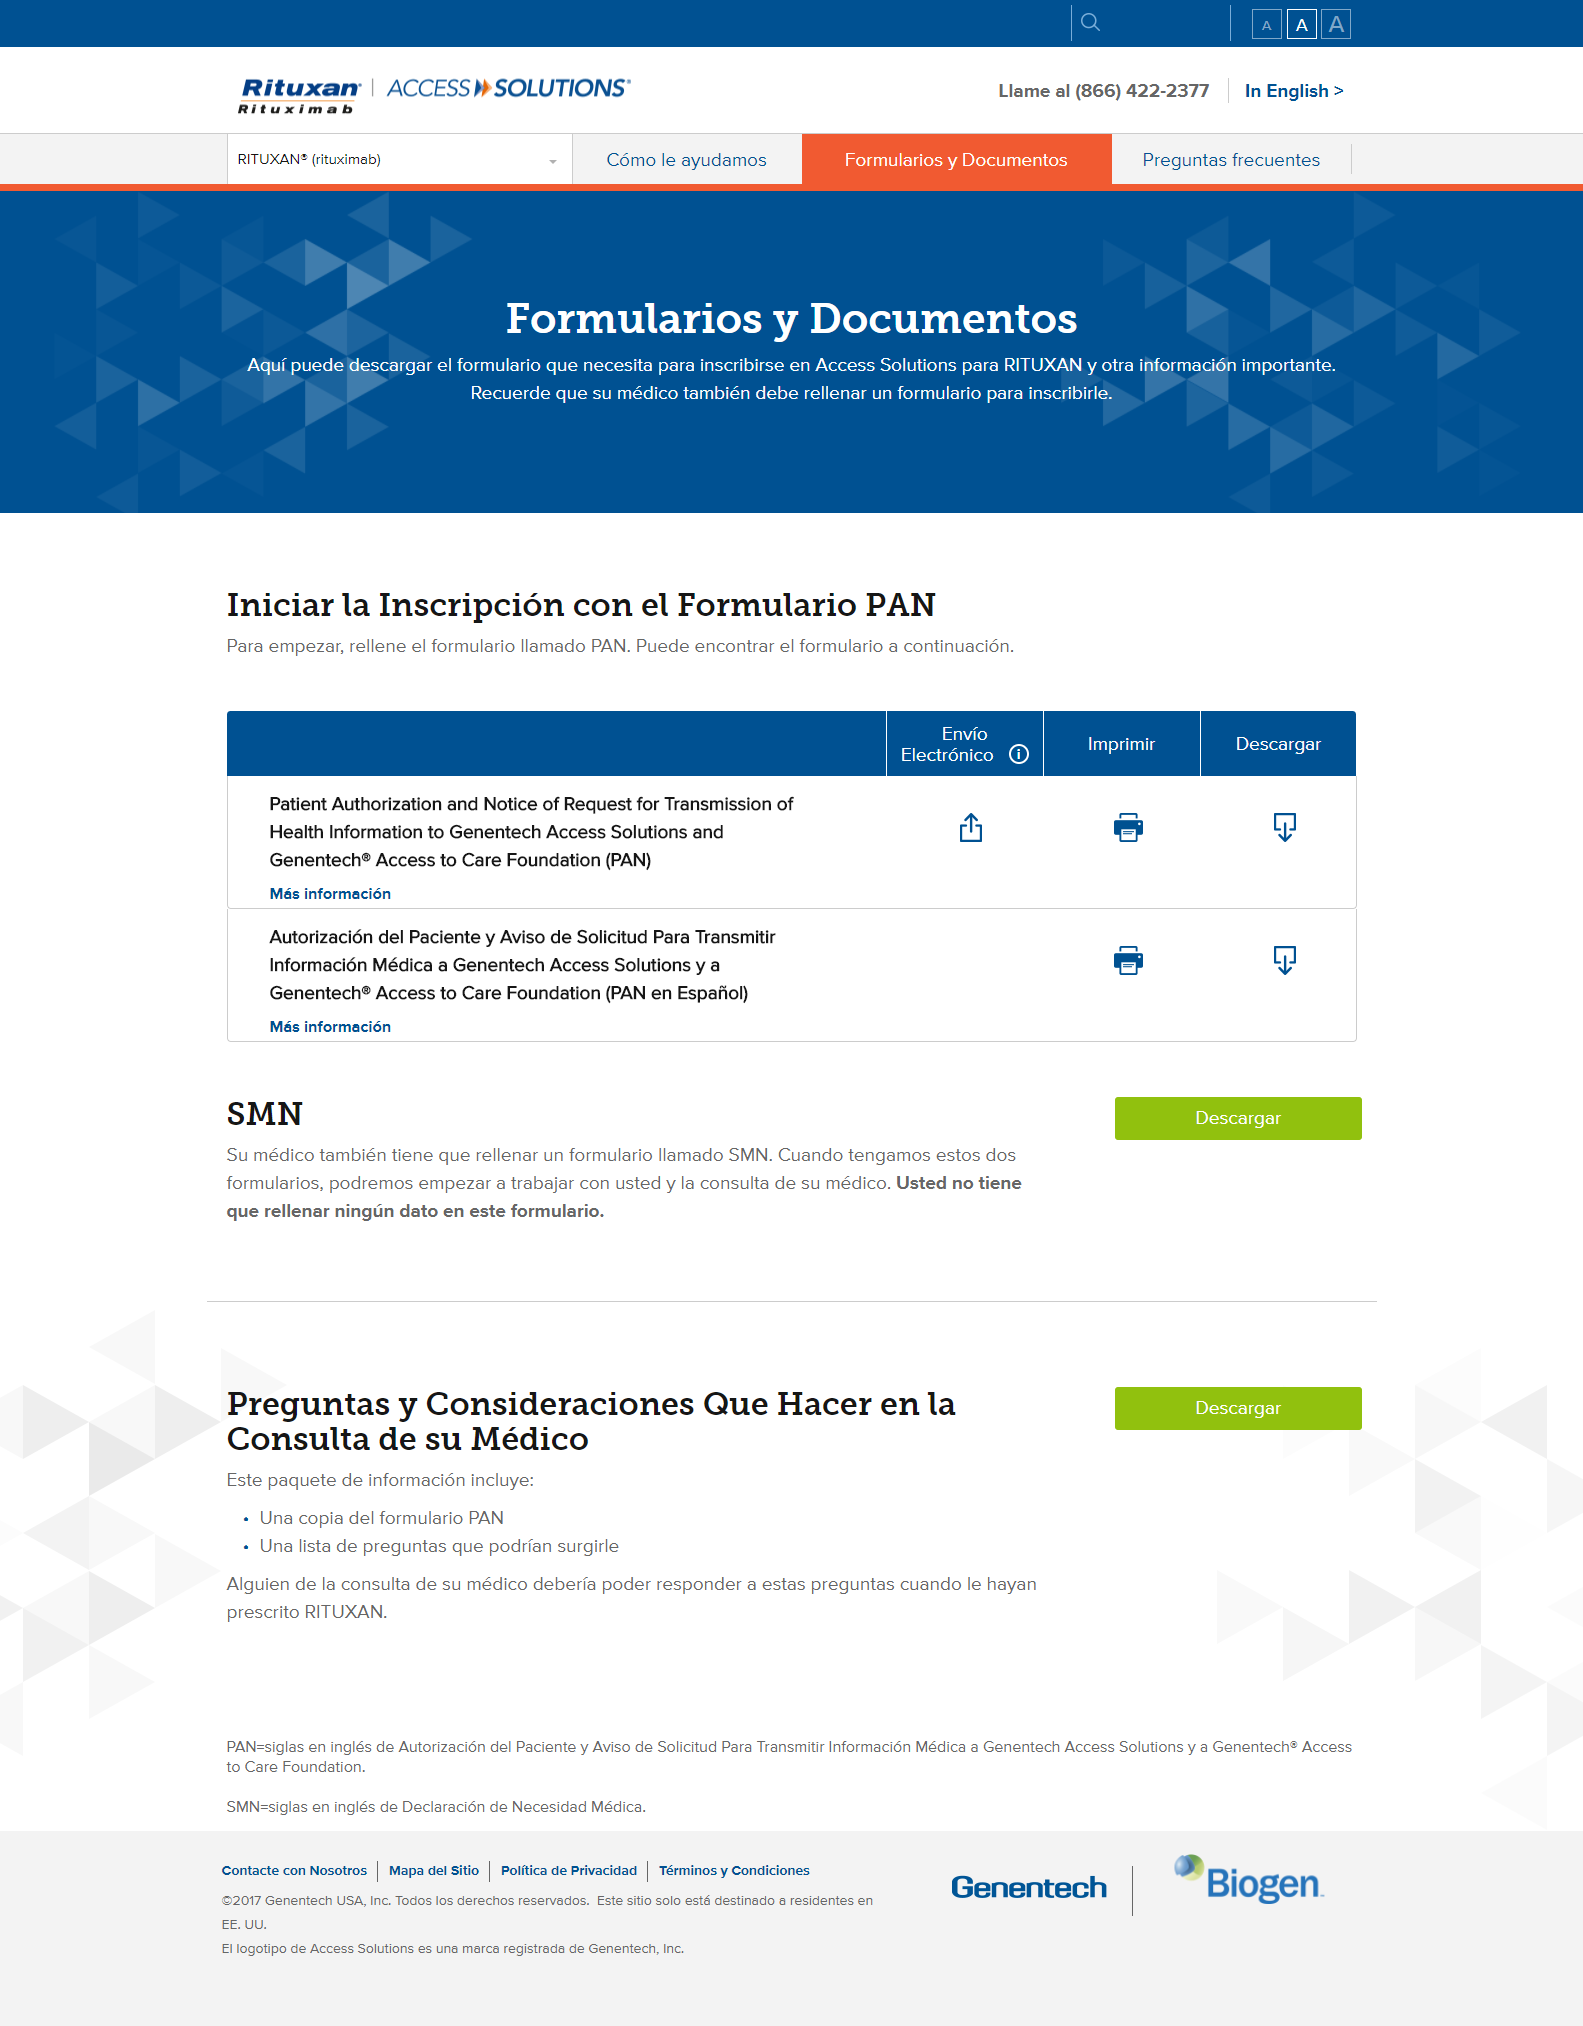 A A A
Rituxan® | ACCESS SOLUTIONS®
Rituximab
Llame al (866) 422-2377
In English >
RITUXAN® (rituximab)
Cómo le ayudamos
Formularios y Documentos
Preguntas frecuentes
Formularios y Documentos
Aquí puede descargar el formulario que necesita para inscribirse en Access Solutions para RITUXAN y otra información importante.
Recuerde que su médico también debe rellenar un formulario para inscribirle.
Iniciar la Inscripción con el Formulario PAN
Para empezar, rellene el formulario llamado PAN. Puede encontrar el formulario a continuación.
Envío
Electrónico
Imprimir
Descargar
Patient Authorization and Notice of Request for Transmission of
Health Information to Genentech Access Solutions and
Genentech® Access to Care Foundation (PAN)
Más información
Autorización del Paciente y Aviso de Solicitud Para Transmitir
Información Médica a Genentech Access Solutions y a
Genentech® Access to Care Foundation (PAN en Español)
Más información
SMN
Descargar
Su médico también tiene que rellenar un formulario llamado SMN. Cuando tengamos estos dos
formularios, podremos empezar a trabajar con usted y la consulta de su médico. Usted no tiene
que rellenar ningún dato en este formulario.
Preguntas y Consideraciones Que Hacer en la
Consulta de su Médico
Descargar
Este paquete de información incluye:
• Una copia del formulario PAN
• Una lista de preguntas que podrían surgirle
Alguien de la consulta de su médico debería poder responder a estas preguntas cuando le hayan
prescrito RITUXAN.
PAN=siglas en inglés de Autorización del Paciente y Aviso de Solicitud Para Transmitir Información Médica a Genentech Access Solutions y a Genentech® Access
to Care Foundation.
SMN=siglas en inglés de Declaración de Necesidad Médica.
Contacte con Nosotros | Mapa del Sitio | Política de Privacidad | Términos y Condiciones
©2017 Genentech USA, Inc. Todos los derechos reservados. Este sitio solo está destinado a residentes en
EE. UU.
El logotipo de Access Solutions es una marca registrada de Genentech, Inc.
Genentech
Biogen